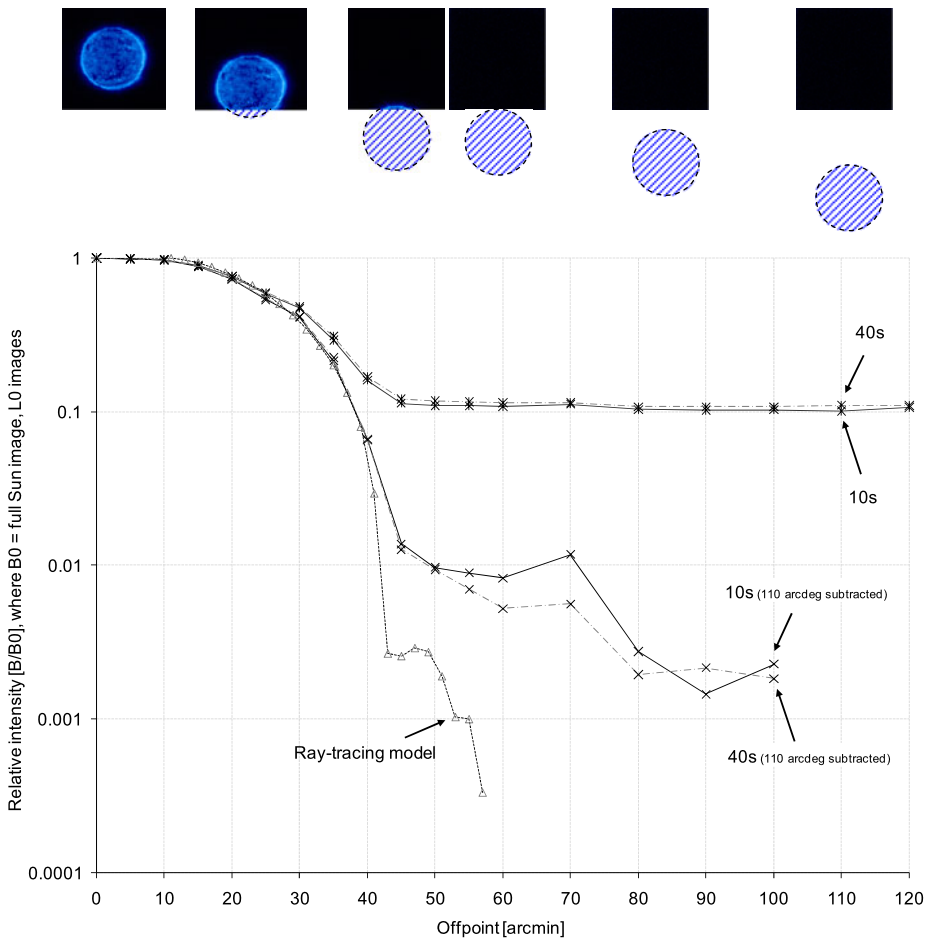 Relative intensity [B/B0], where B0 = full Sun image, L0 images
1
0.1
0.01
0.001
0.0001
40s
10s
10s (110 arcdeg subtracted)
40s (110 arcdeg subtracted)
Ray-tracing model
0 10 20 30 40 50 60 70 80 90 100 110 120
Offpoint [arcmin]